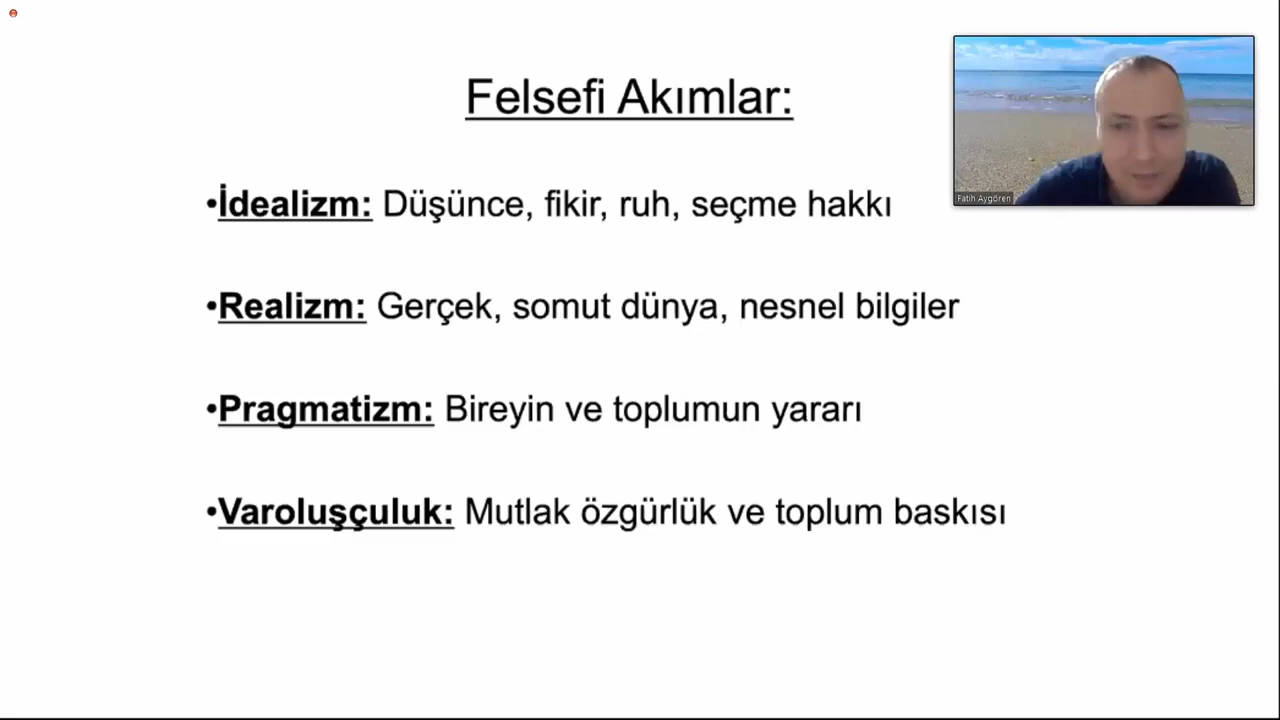 Felsefi Akımlar:
•İdealizm: Düşünce, fikir, ruh, seçme hakkı
•Realizm: Gerçek, somut dünya, nesnel bilgiler
•Pragmatizm: Bireyin ve toplumun yararı
•Varoluşçuluk: Mutlak özgürlük ve toplum baskısı
Fatih Aygören